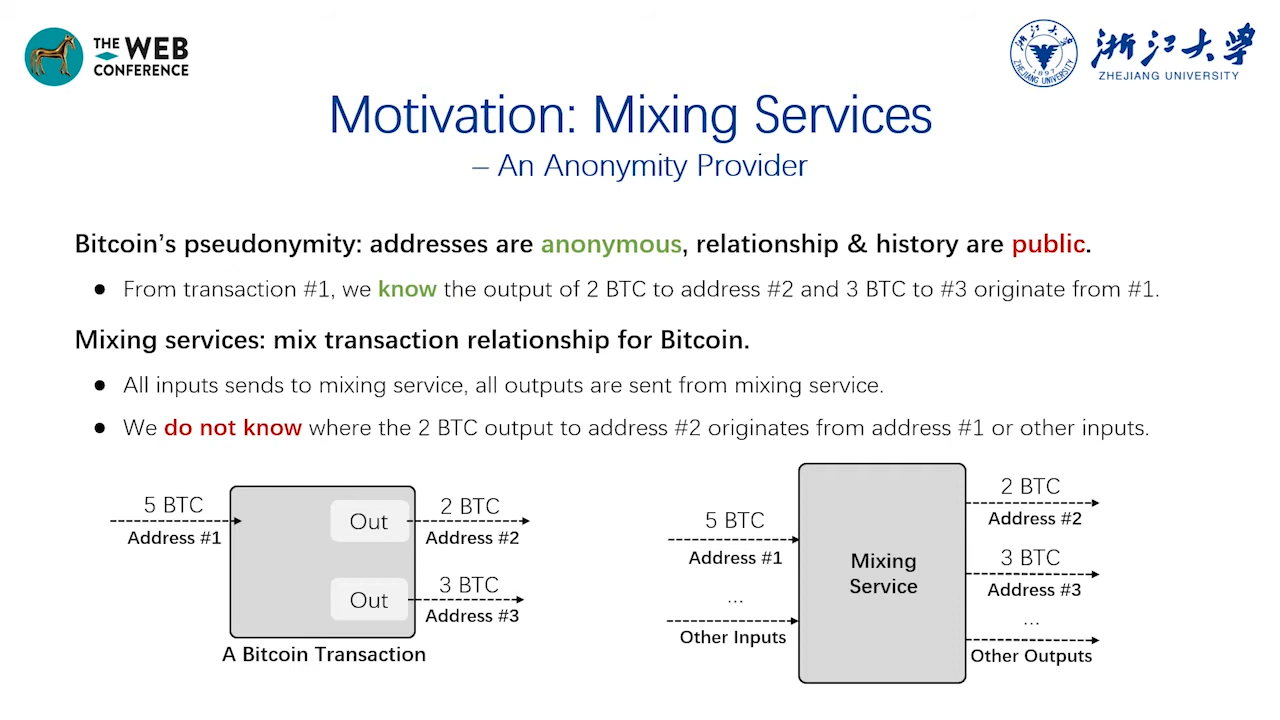 THE WEB
CONFERENCE
ZHEJIANG UNIVERSITY
1897
浙江大学
ZHEJIANG UNIVERSITY
Motivation: Mixing Services
– An Anonymity Provider
Bitcoin's pseudonymity: addresses are anonymous, relationship & history are public.
● From transaction #1, we know the output of 2 BTC to address #2 and 3 BTC to #3 originate from #1.
Mixing services: mix transaction relationship for Bitcoin.
● All inputs sends to mixing service, all outputs are sent from mixing service.
● We do not know where the 2 BTC output to address #2 originates from address #1 or other inputs.
5 BTC
Address #1
Out
2 BTC
Address #2
Out
3 BTC
Address #3
A Bitcoin Transaction
5 BTC
Address #1
...
Other Inputs
Mixing
Service
2 BTC
Address #2
3 BTC
Address #3
...
Other Outputs